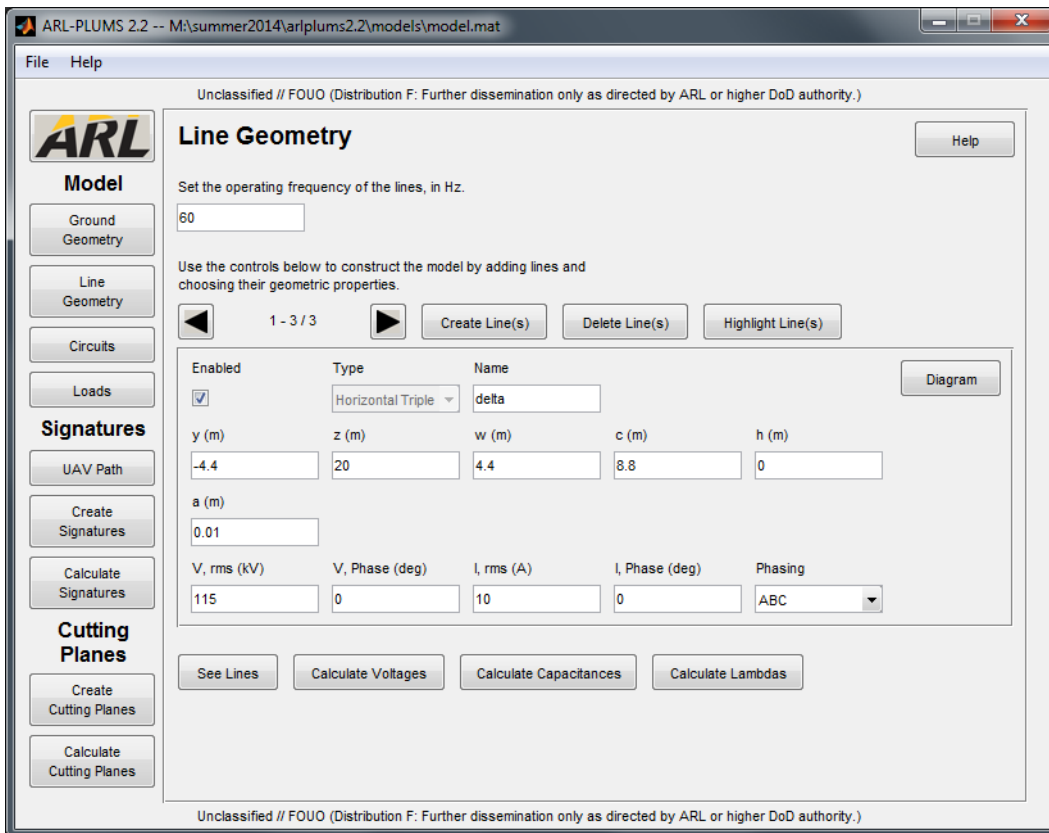 ARL-PLUMS 2.2 -- M:\summer2014\arlplums2.2\models\model.mat
File Help
Unclassified // FOUO (Distribution F: Further dissemination only as directed by ARL or higher DoD authority.)
ARL
Model
Ground
Geometry
Line
Geometry
Circuits
Loads
Signatures
UAV Path
Create
Signatures
Calculate
Signatures
Cutting
Planes
Create
Cutting Planes
Calculate
Cutting Planes
Line Geometry
Help
Set the operating frequency of the lines, in Hz.
60
Use the controls below to construct the model by adding lines and
choosing their geometric properties.
1 - 3 / 3
Create Line(s)
Delete Line(s)
Highlight Line(s)
Enabled Type Name
Horizontal Triple delta
Diagram
y (m) z (m) w (m) c (m) h (m)
-4.4 20 4.4 8.8 0
a (m)
0.01
V, rms (kV) V, Phase (deg) I, rms (A) I, Phase (deg) Phasing
115 0 10 0 ABC
See Lines
Calculate Voltages
Calculate Capacitances
Calculate Lambdas
Unclassified // FOUO (Distribution F: Further dissemination only as directed by ARL or higher DoD authority.)